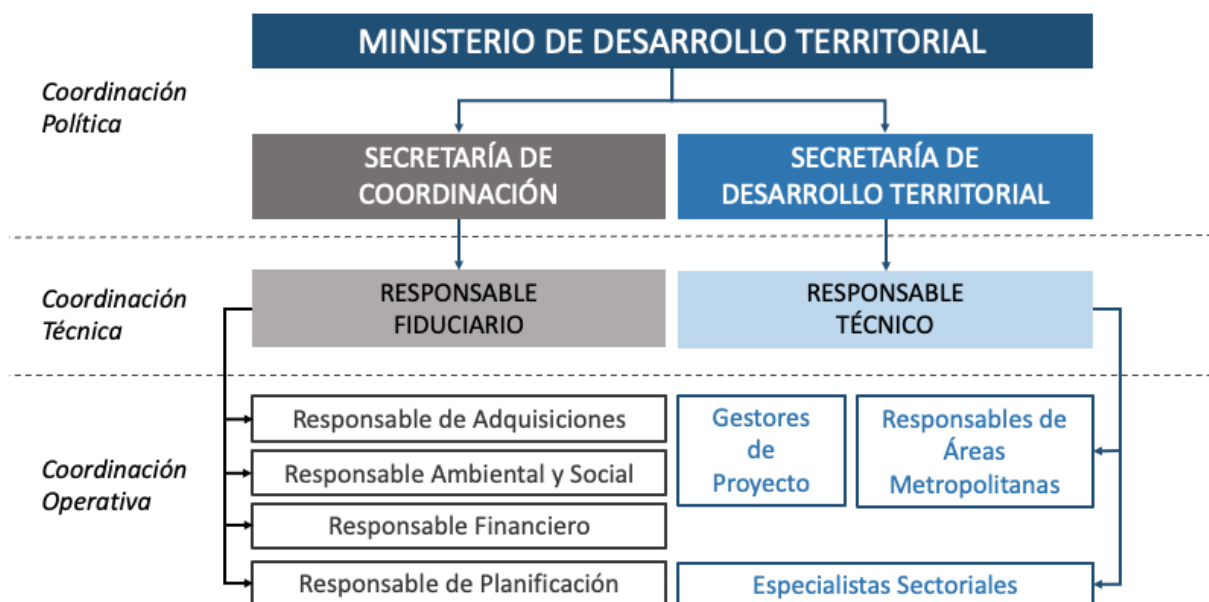 MINISTERIO DE DESARROLLO TERRITORIAL
Coordinación
Política
SECRETARÍA DE
COORDINACIÓN
SECRETARÍA DE
DESARROLLO TERRITORIAL
Coordinación
Técnica
RESPONSABLE
FIDUCIARIO
RESPONSABLE
TÉCNICO
Coordinación
Operativa
Responsable de Adquisiciones
Responsable Ambiental y Social
Responsable Financiero
Responsable de Planificación
Gestores
de
Proyecto
Responsables de
Áreas
Metropolitanas
Especialistas Sectoriales